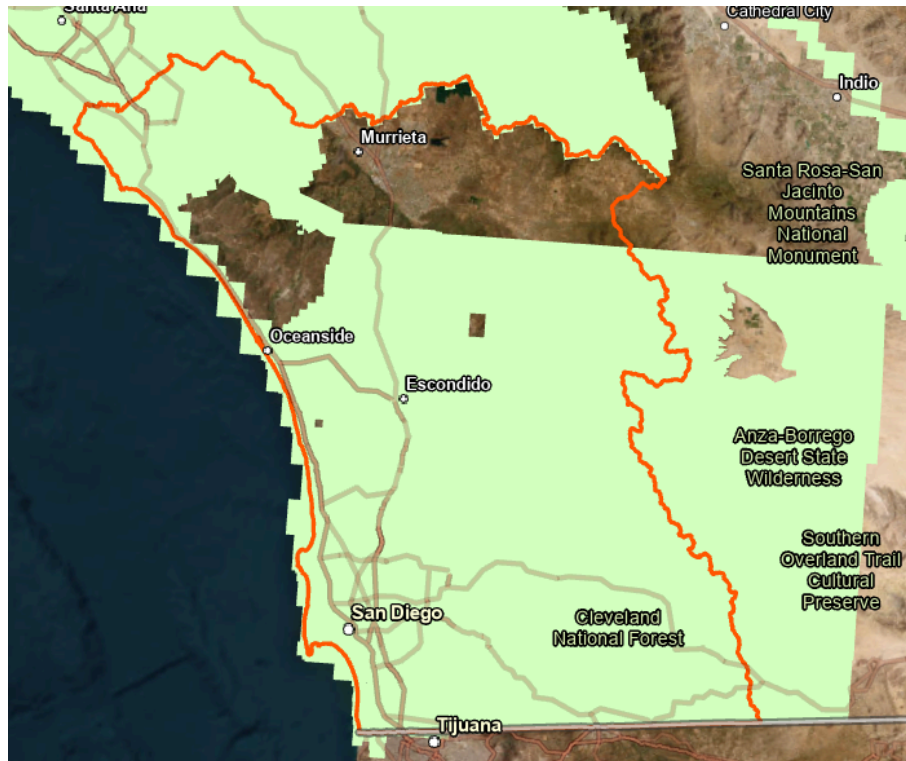 Santa Ana
Cathedral City
Indio
Murrieta
Santa Rosa-San
Jacinto
Mountains
National
Monument
Oceanside
Escondido
Anza-Borrego
Desert State
Wilderness
Southern
Overland Trail
Cultural
Preserve
San Diego
Cleveland
National Forest
Tijuana